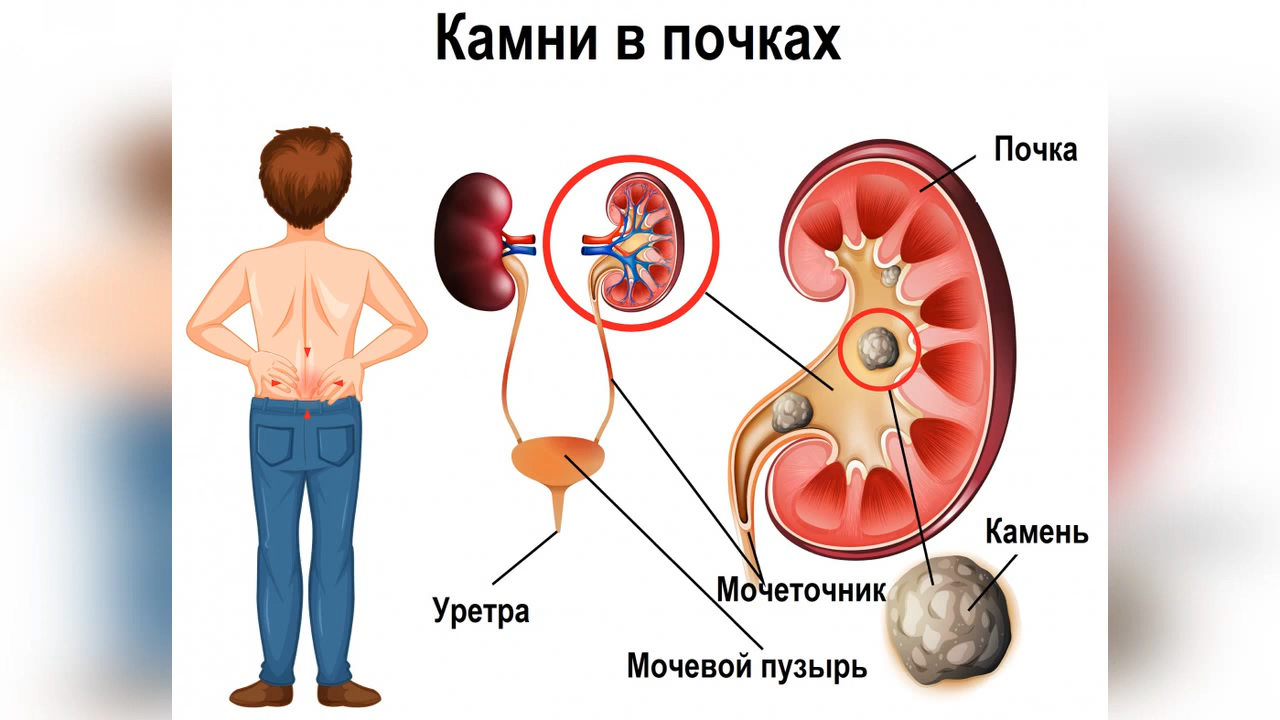 Камни в почках
Почка
Камень
Мочеточник
Уретра
Мочевой пузырь